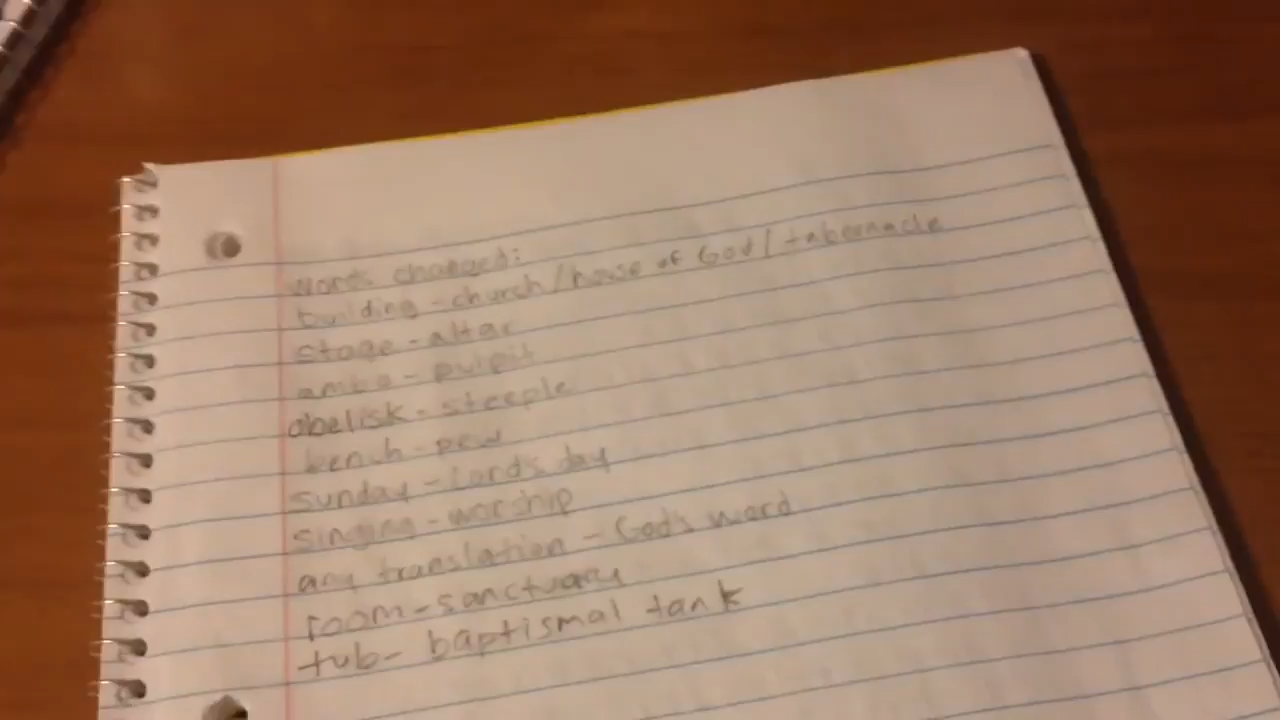 words changed:
building - church / house of God / tabernacle
stage - altar
ambo - pulpit
obelisk - steeple
bench - pew
sunday - lords day
singing - worship
any translation - God's word
room - sanctuary
tub - baptismal tank